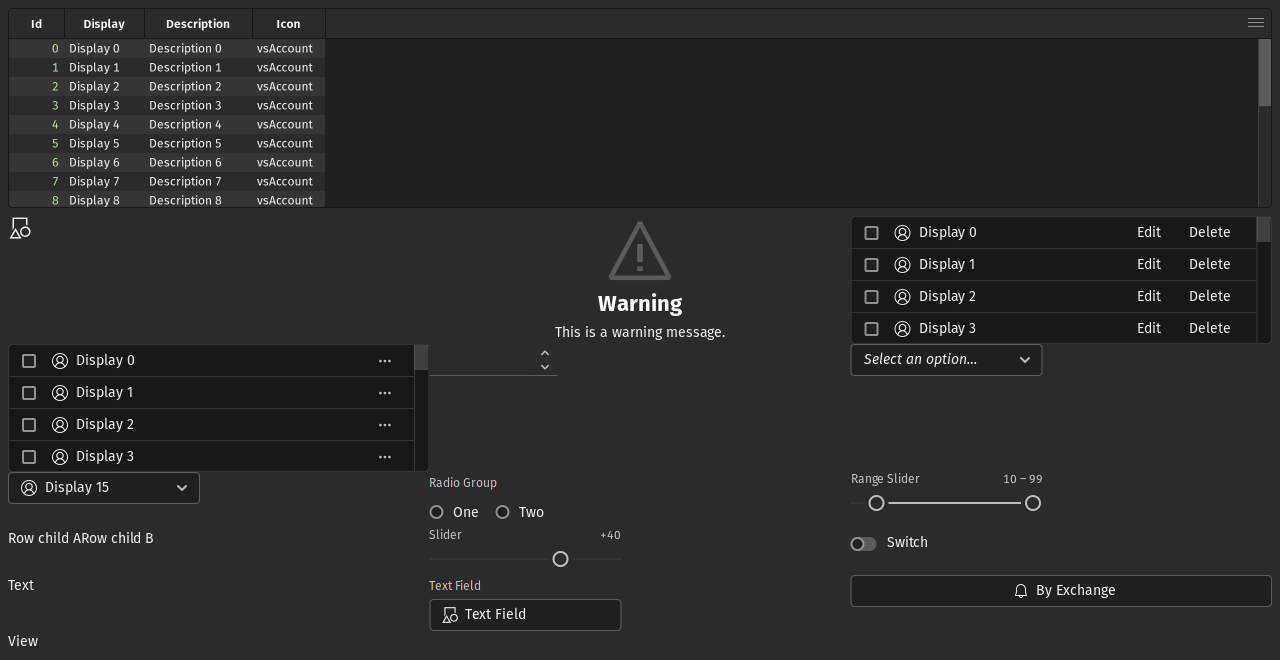 Id Display Description Icon
0 Display 0 Description 0 vsAccount
1 Display 1 Description 1 vsAccount
2 Display 2 Description 2 vsAccount
3 Display 3 Description 3 vsAccount
4 Display 4 Description 4 vsAccount
5 Display 5 Description 5 vsAccount
6 Display 6 Description 6 vsAccount
7 Display 7 Description 7 vsAccount
8 Display 8 Description 8 vsAccount
Warning
This is a warning message.
Display 0 Edit Delete
Display 1 Edit Delete
Display 2 Edit Delete
Display 3 Edit Delete
Display 0
Display 1
Display 2
Display 3
Select an option...
Display 15
Radio Group
One Two
Range Slider 10 – 99
Row child ARow child B
Slider +40
Switch
Text
Text Field
Text Field
By Exchange
View